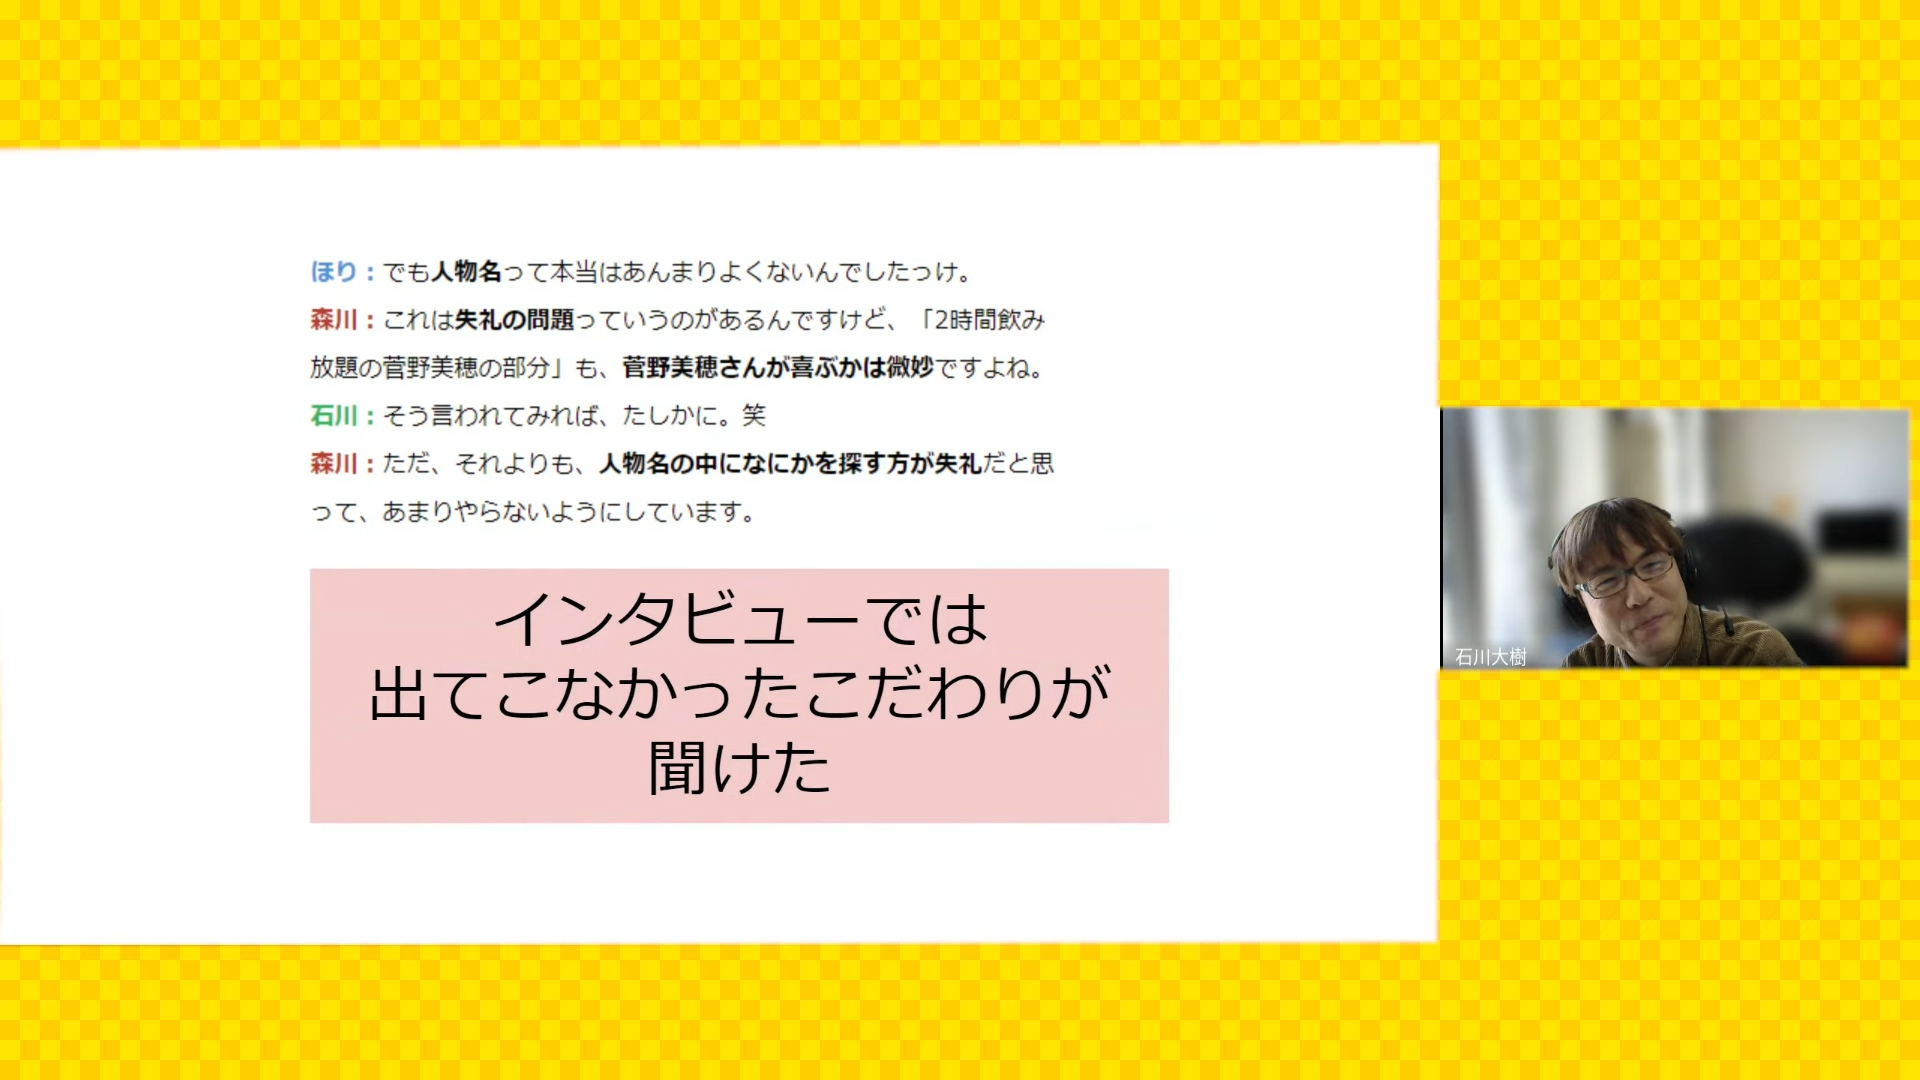 ほり：でも人物名って本当はあんまりよくないんでしたっけ。
森川：これは失礼の問題っていうのがあるんですけど、「2時間飲み
放題の菅野美穂の部分」も、菅野美穂さんが喜ぶかは微妙ですよね。
石川：そう言われてみれば、たしかに。笑
森川：ただ、それよりも、人物名の中になにかを探す方が失礼だと思
って、あまりやらないようにしています。
インタビューでは
出てこなかったこだわりが
聞けた
石川大樹